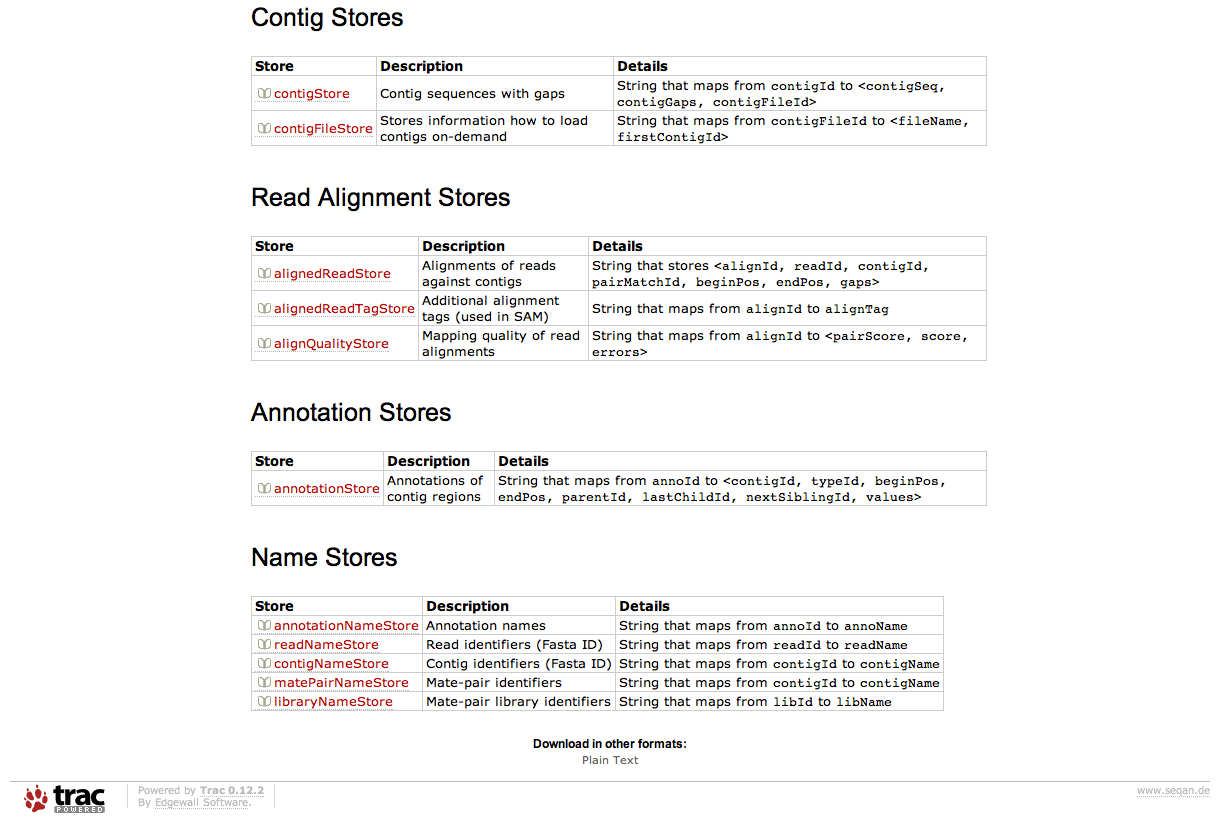 Contig Stores
Store Description Details
contigStore Contig sequences with gaps String that maps from contigId to <contigSeq,
contigGaps, contigFileId>
contigFileStore Stores information how to load
contigs on-demand String that maps from contigFileId to <fileName,
firstContigId>
Read Alignment Stores
Store Description Details
alignedReadStore Alignments of reads
against contigs String that stores <alignId, readId, contigId,
pairMatchId, beginPos, endPos, gaps>
alignedReadTagStore Additional alignment
tags (used in SAM) String that maps from alignId to alignTag
alignQualityStore Mapping quality of read
alignments String that maps from alignId to <pairScore, score,
errors>
Annotation Stores
Store Description Details
annotationStore Annotations of
contig regions String that maps from annoId to <contigId, typeId, beginPos,
endPos, parentId, lastChildId, nextSiblingId, values>
Name Stores
Store Description Details
annotationNameStore Annotation names String that maps from annoId to annoName
readNameStore Read identifiers (Fasta ID) String that maps from readId to readName
contigNameStore Contig identifiers (Fasta ID) String that maps from contigId to contigName
matePairNameStore Mate-pair identifiers String that maps from contigId to contigName
libraryNameStore Mate-pair library identifiers String that maps from libId to libName
Download in other formats:
Plain Text
trac POWERED
Powered by Trac 0.12.2
By Edgewall Software.
www.seqan.de